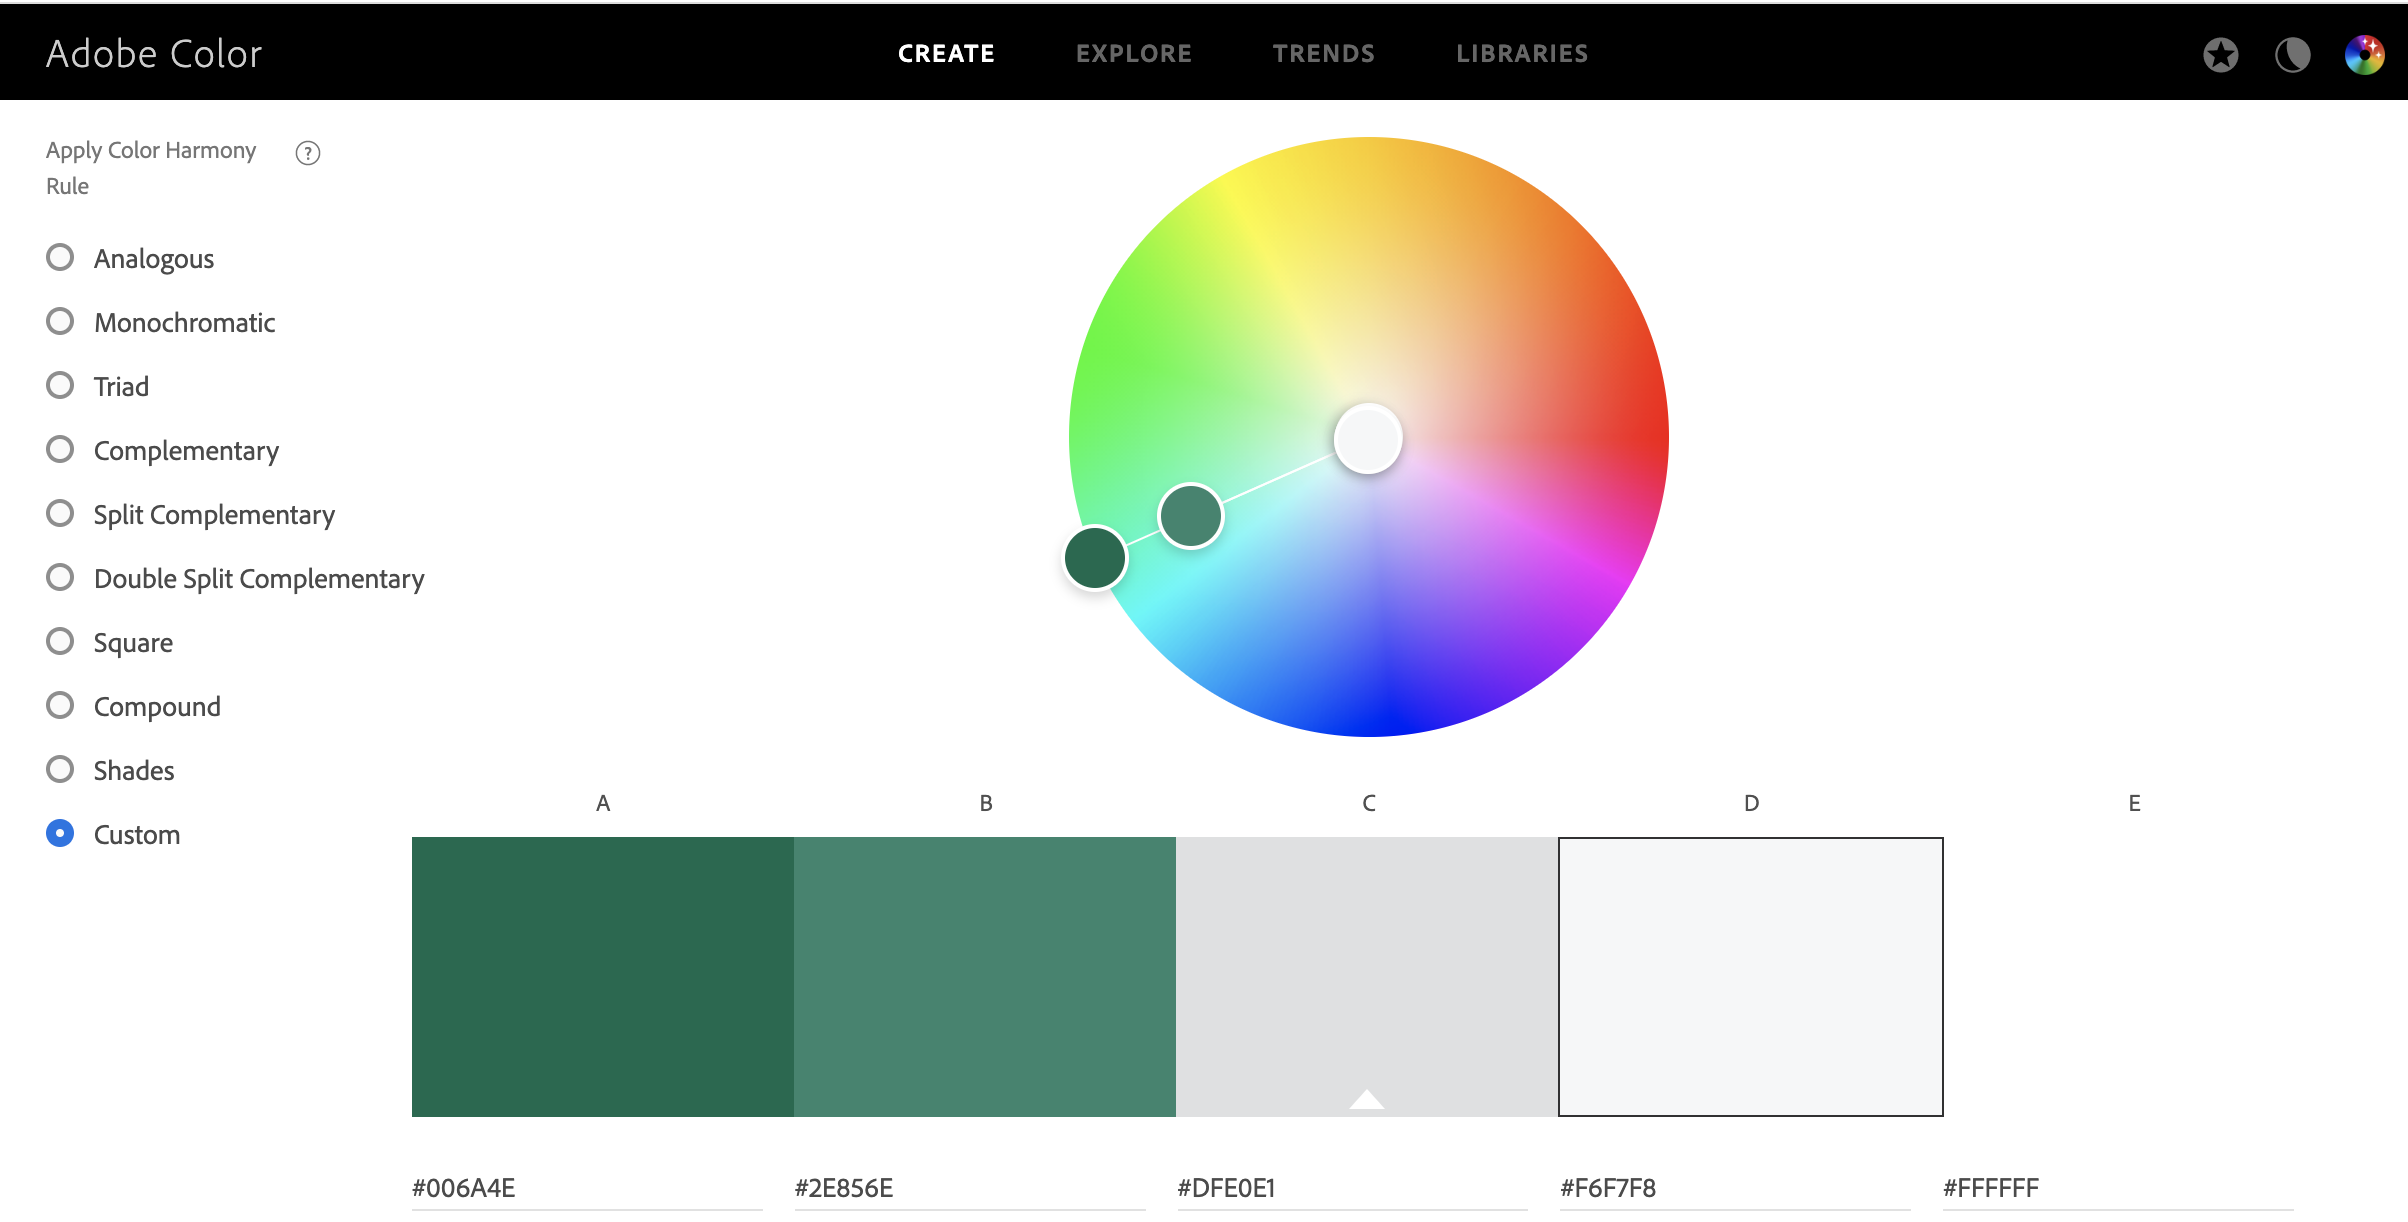 Adobe Color
CREATE
EXPLORE
TRENDS
LIBRARIES
Apply Color Harmony
Rule
?
Analogous
Monochromatic
Triad
Complementary
Split Complementary
Double Split Complementary
Square
Compound
Shades
Custom
A
B
C
D
E
#006A4E
#2E856E
#DFE0E1
#F6F7F8
#FFFFFF